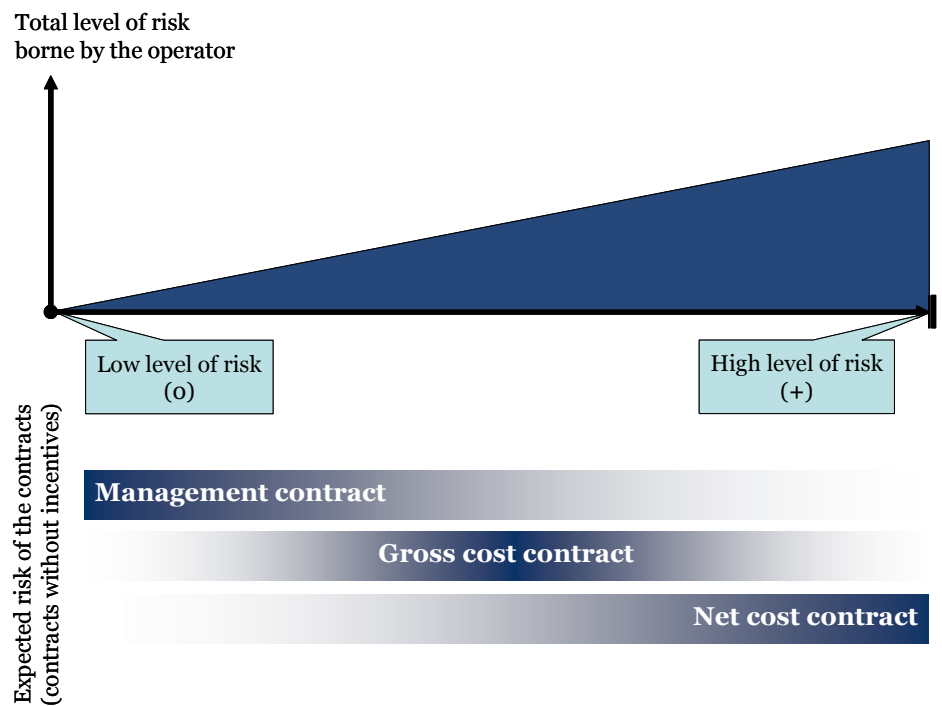 Total level of risk
borne by the operator
Low level of risk
(0)
High level of risk
(+)
Expected risk of the contracts
(contracts without incentives)
Management contract
Gross cost contract
Net cost contract